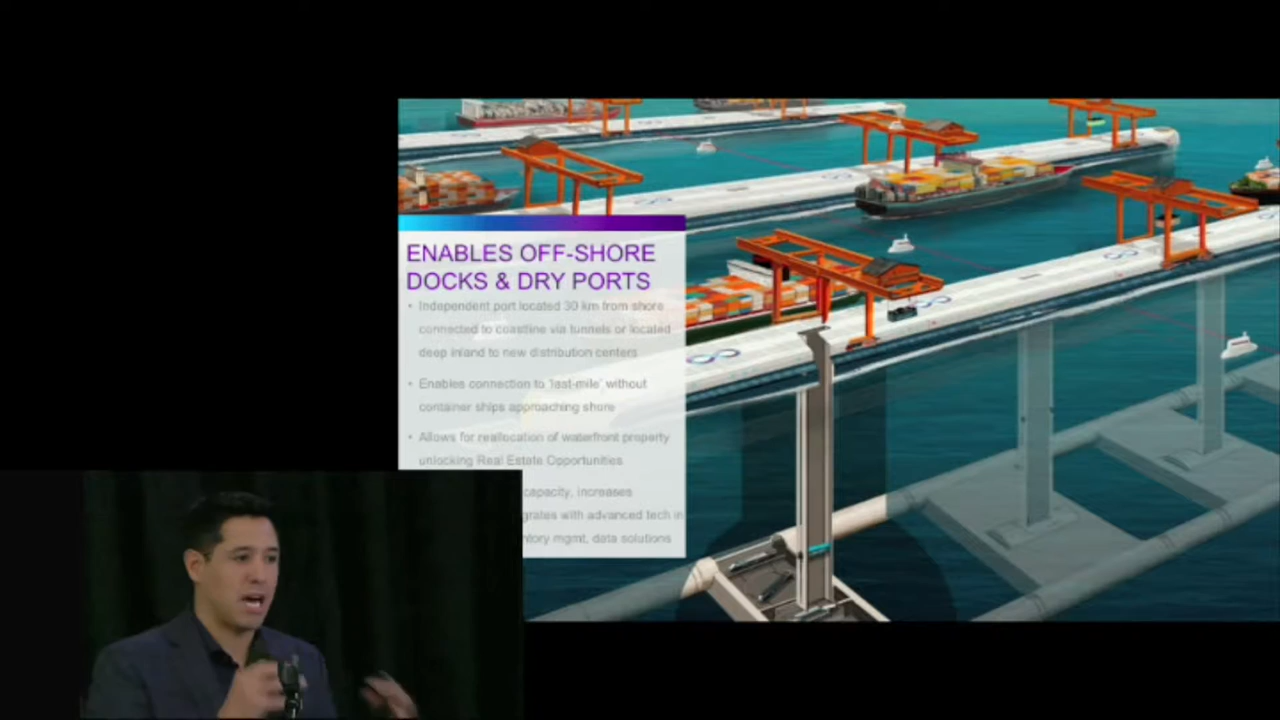 ENABLES OFF-SHORE
DOCKS & DRY PORTS
• Independent port located 30 km from shore
connected to coastline via tunnels or located
deep inland to new distribution centers
• Enables connection to 'last-mile' without
container ships approaching shore
• Allows for reallocation of waterfront property
unlocking Real Estate Opportunities
capacity, increases
grates with advanced tech in
ntory mgmt, data solutions